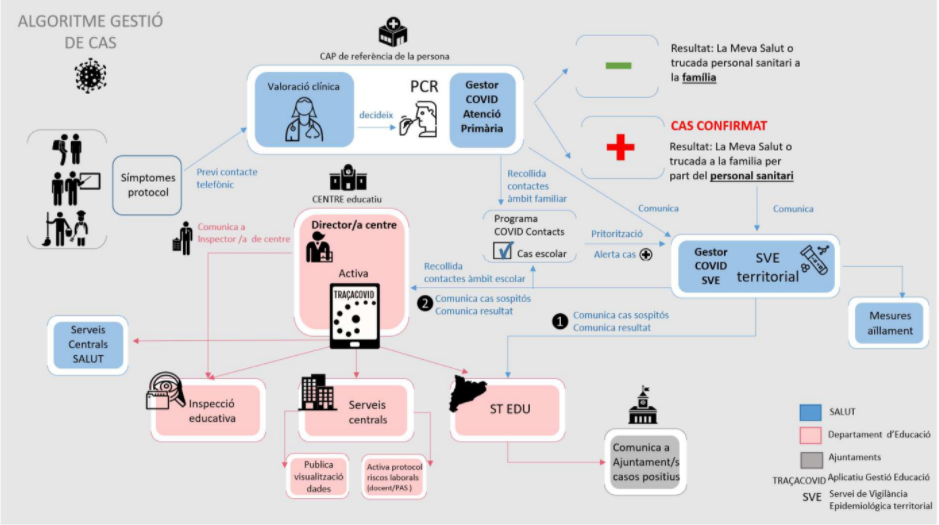 ALGORITME GESTIÓ
DE CAS
CAP de referència de la persona
Valoració clínica
decideix
PCR
Gestor
COVID
Atenció
Primària
Resultat: La Meva Salut o
trucada personal sanitari a
la família
CAS CONFIRMAT
Resultat: La Meva Salut o
trucada a la familia per
part del personal sanitari
Símptomes
protocol
Previ contacte
telefònic
CENTRE educatiu
Recollida
contactes
àmbit familiar
Comunica
Comunica
Comunica a
Inspector /a de centre
Director/a centre
Activa
TRAÇACOVID
Programa
COVID Contacts
Cas escolar
Pritorització
Alerta cas
Gestor
COVID
SVE
SVE
territorial
Recollida
contactes àmbit escolar
2 Comunica cas sospitós
Comunica resultat
1 Comunica cas sospitós
Comunica resultat
Mesures
aïllament
Serveis
Centrals
SALUT
Inspecció
educativa
Serveis
centrals
ST EDU
Publica
visualització
dades
Activa protocol
riscos laborals
(docent/PAS )
Comunica a
Ajuntament/s
casos positius
SALUT
Departament d'Educació
Ajuntaments
TRAÇACOVID Aplicatiu Gestió Educació
SVE Servei de Vigilància
Epidemiológica territorial